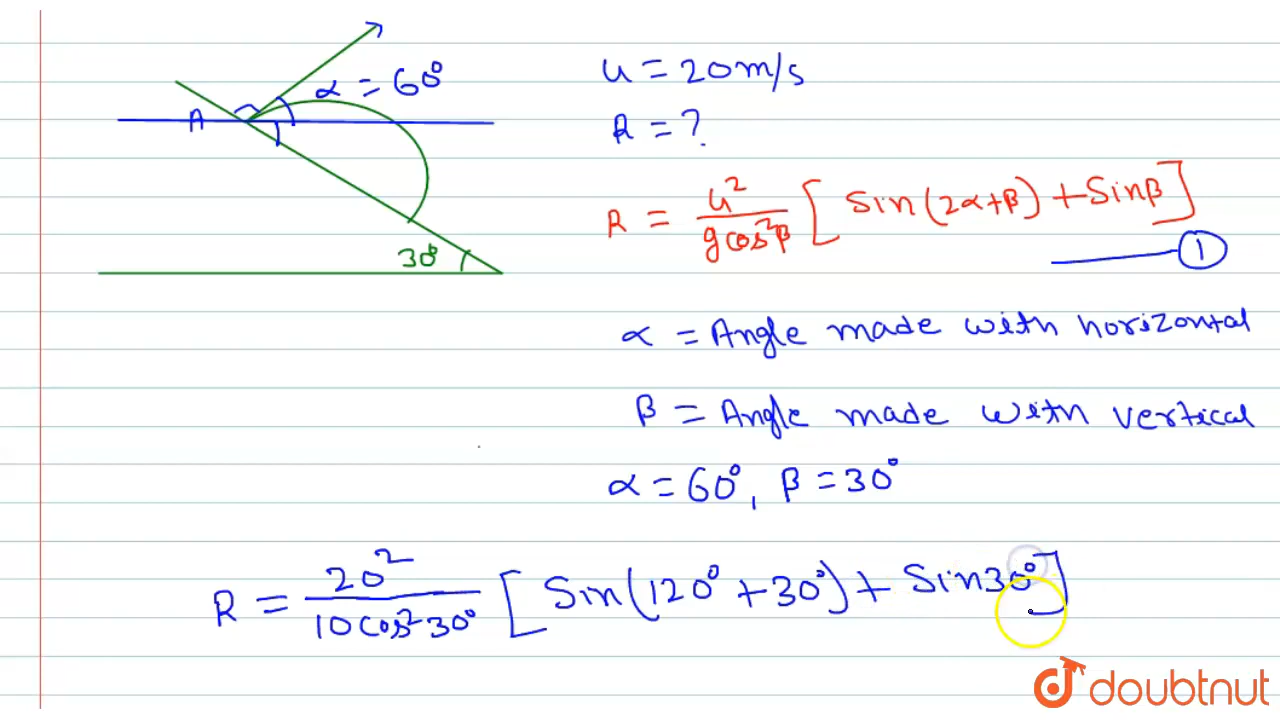 α = 60°
A
30°
u = 20m/s
R = ?
R = u²/gcos²β [Sin(2α+β) + Sinβ]
1
α = Angle made with horizontal
β = Angle made with vertical
α = 60°, β = 30°
R = 20²/10cos²30° [Sin(120° + 30°) + Sin30°]
doubtnut